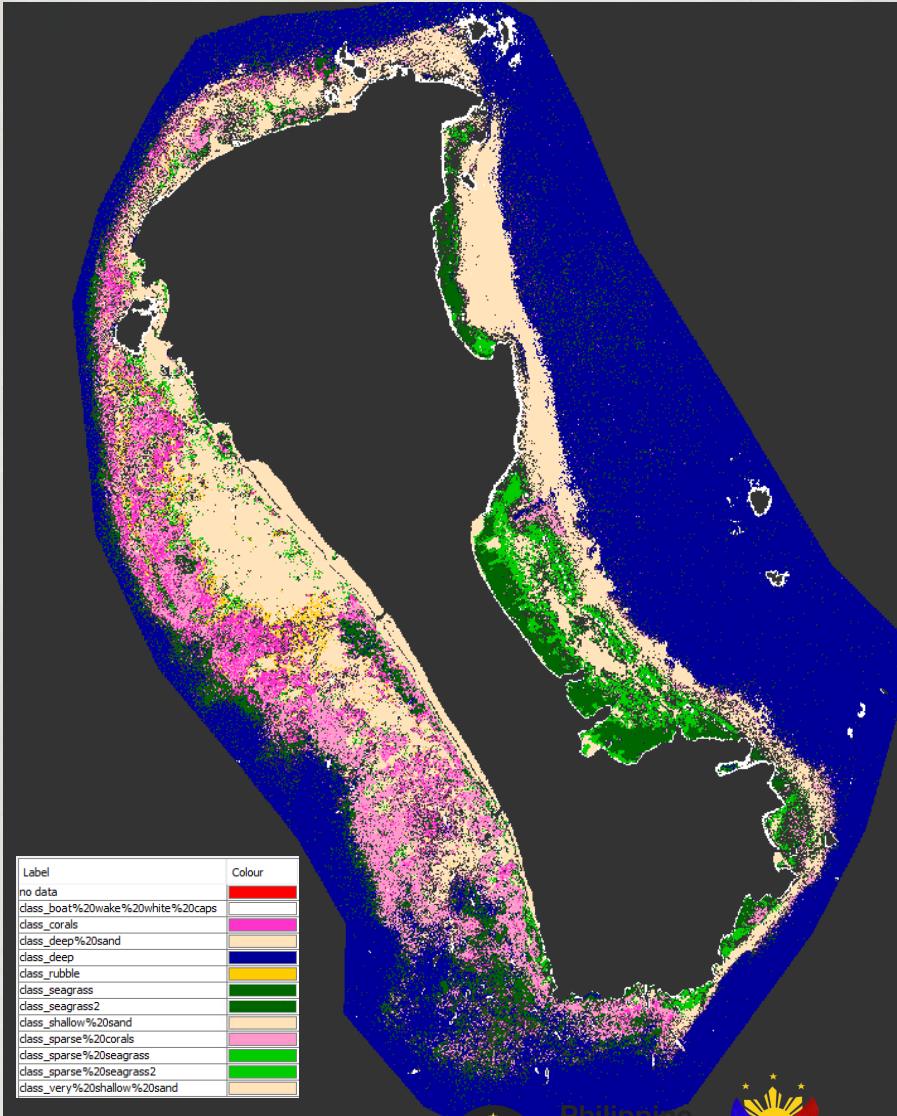 Label Colour
no data
class_boat%20wake%20white%20caps
class_corals
class_deep%20sand
class_deep
class_rubble
class_seagrass
class_seagrass2
class_shallow%20sand
class_sparse%20corals
class_sparse%20seagrass
class_sparse%20seagrass2
class_very%20shallow%20sand